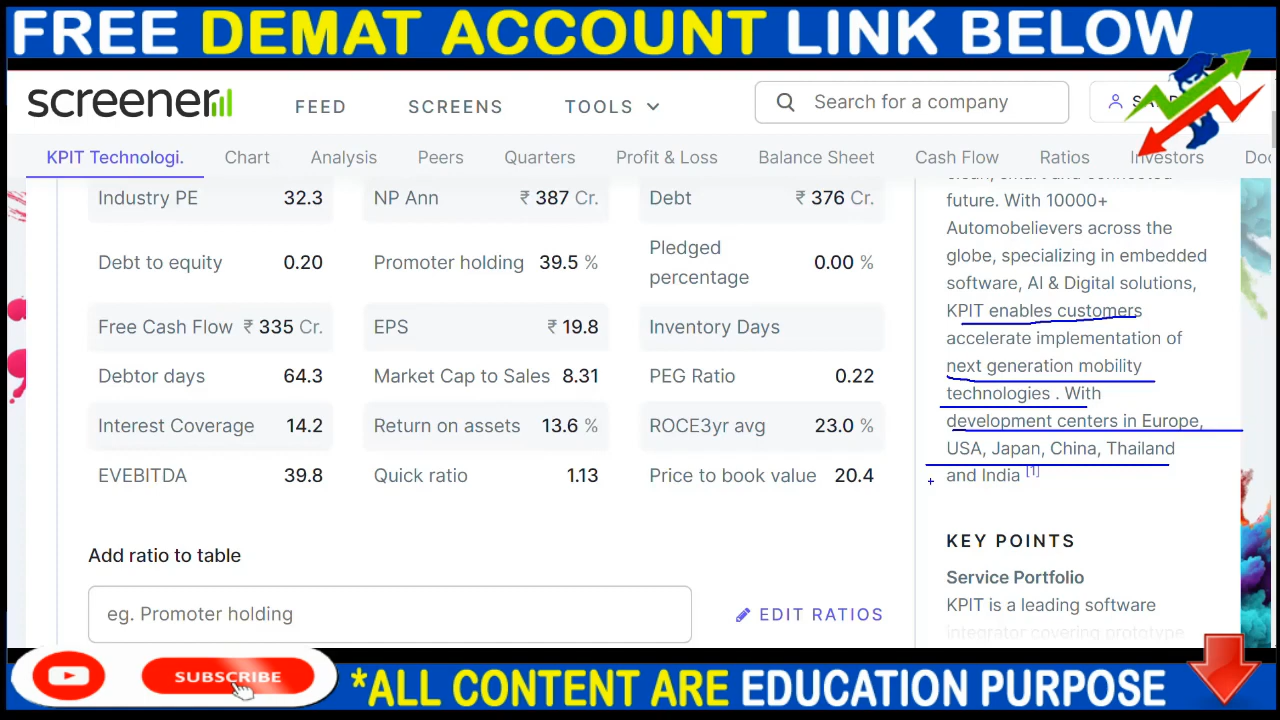 FREE DEMAT ACCOUNT LINK BELOW
screener
FEED
SCREENS
TOOLS
Search for a company
KPIT Technologi.
Chart
Analysis
Peers
Quarters
Profit & Loss
Balance Sheet
Cash Flow
Ratios
Investors
Industry PE 32.3
NP Ann ₹ 387 Cr.
Debt ₹ 376 Cr.
Debt to equity 0.20
Promoter holding 39.5 %
Pledged
percentage 0.00 %
Free Cash Flow ₹ 335 Cr.
EPS ₹ 19.8
Inventory Days
Debtor days 64.3
Market Cap to Sales 8.31
PEG Ratio 0.22
Interest Coverage 14.2
Return on assets 13.6 %
ROCE3yr avg 23.0 %
EVEBITDA 39.8
Quick ratio 1.13
Price to book value 20.4
Add ratio to table
eg. Promoter holding
EDIT RATIOS
clean, smart and connected
future. With 10000+
Automobelievers across the
globe, specializing in embedded
software, AI & Digital solutions,
KPIT enables customers
accelerate implementation of
next generation mobility
technologies . With
development centers in Europe,
USA, Japan, China, Thailand
and India [1]
KEY POINTS
Service Portfolio
KPIT is a leading software
integrator covering prototype
SUBSCRIBE
*ALL CONTENT ARE EDUCATION PURPOSE